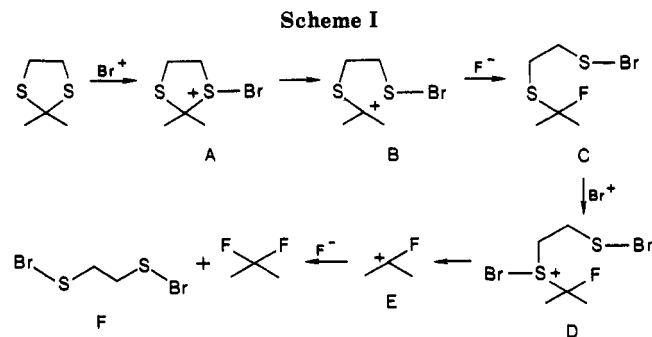 Scheme I
S S Br⁺ S + S—Br S + S—Br F⁻ S—Br
S F
A B C
Br⁺
Br S S Br + F F F⁻ + F Br—S + S—Br
F
F E D